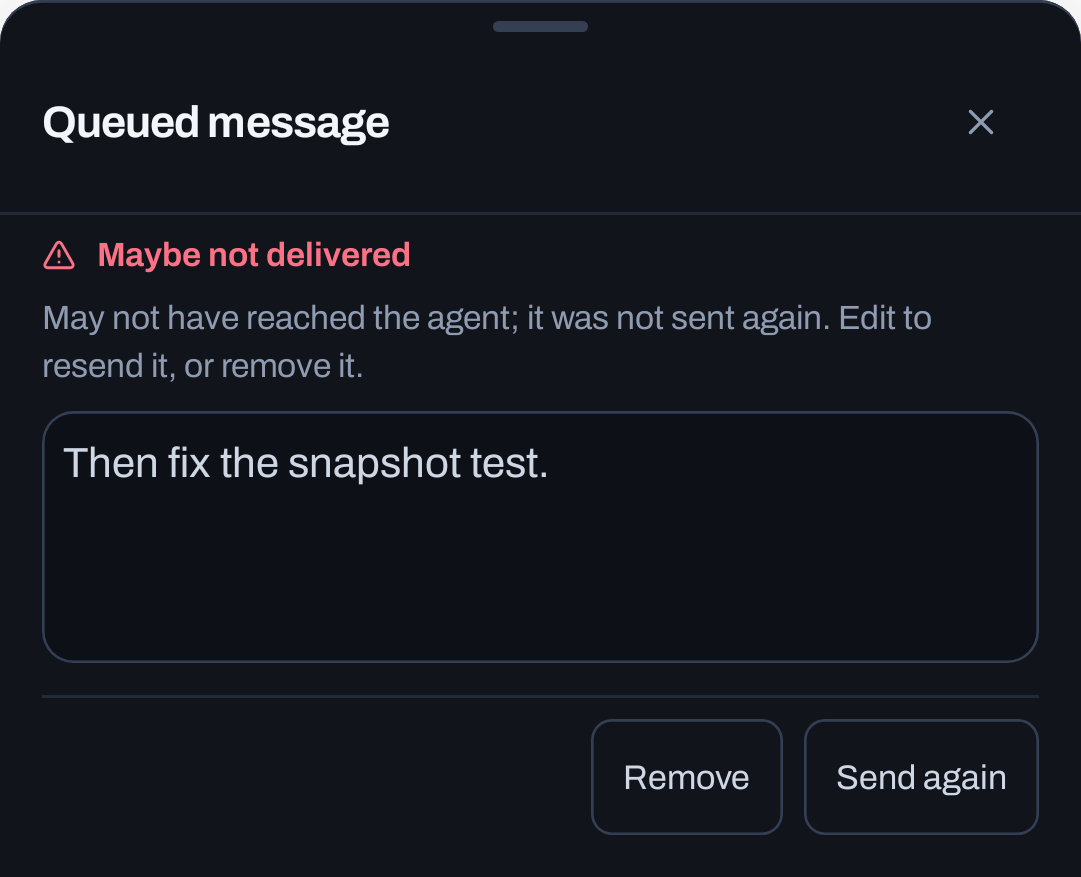 Queued message
Maybe not delivered
May not have reached the agent; it was not sent again. Edit to
resend it, or remove it.
Then fix the snapshot test.
Remove
Send again